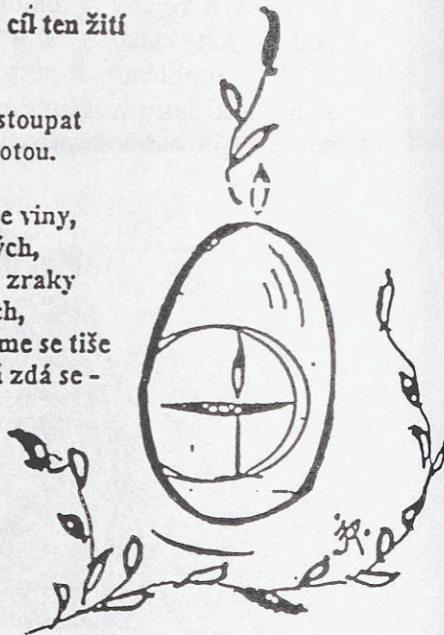 cíl ten žití
stoupat
otou.
e viny,
ých,
zraky
ch,
me se tiše
í zdá se -